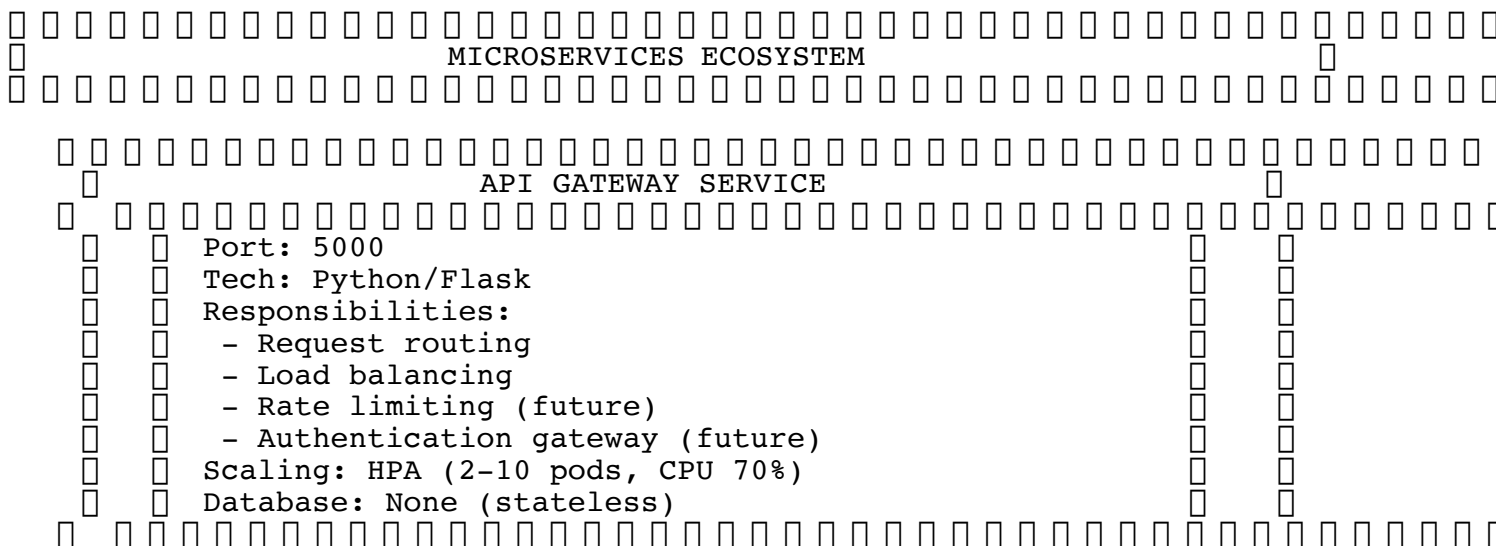 MICROSERVICES ECOSYSTEM
API GATEWAY SERVICE
Port: 5000
Tech: Python/Flask
Responsibilities:
- Request routing
- Load balancing
- Rate limiting (future)
- Authentication gateway (future)
Scaling: HPA (2-10 pods, CPU 70%)
Database: None (stateless)